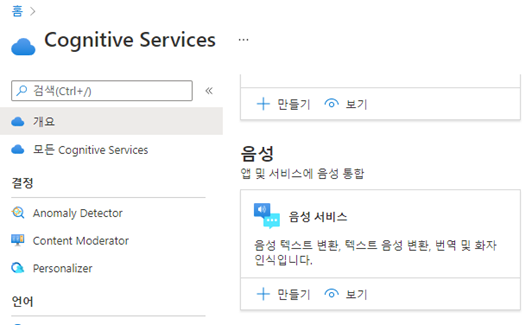 홈 >
Cognitive Services ...
검색(Ctrl+/) «
개요
모든 Cognitive Services
결정
Anomaly Detector
Content Moderator
Personalizer
언어
+ 만들기 보기
음성
앱 및 서비스에 음성 통합
음성 서비스
음성 텍스트 변환, 텍스트 음성 변환, 번역 및 화자
인식입니다.
+ 만들기 보기